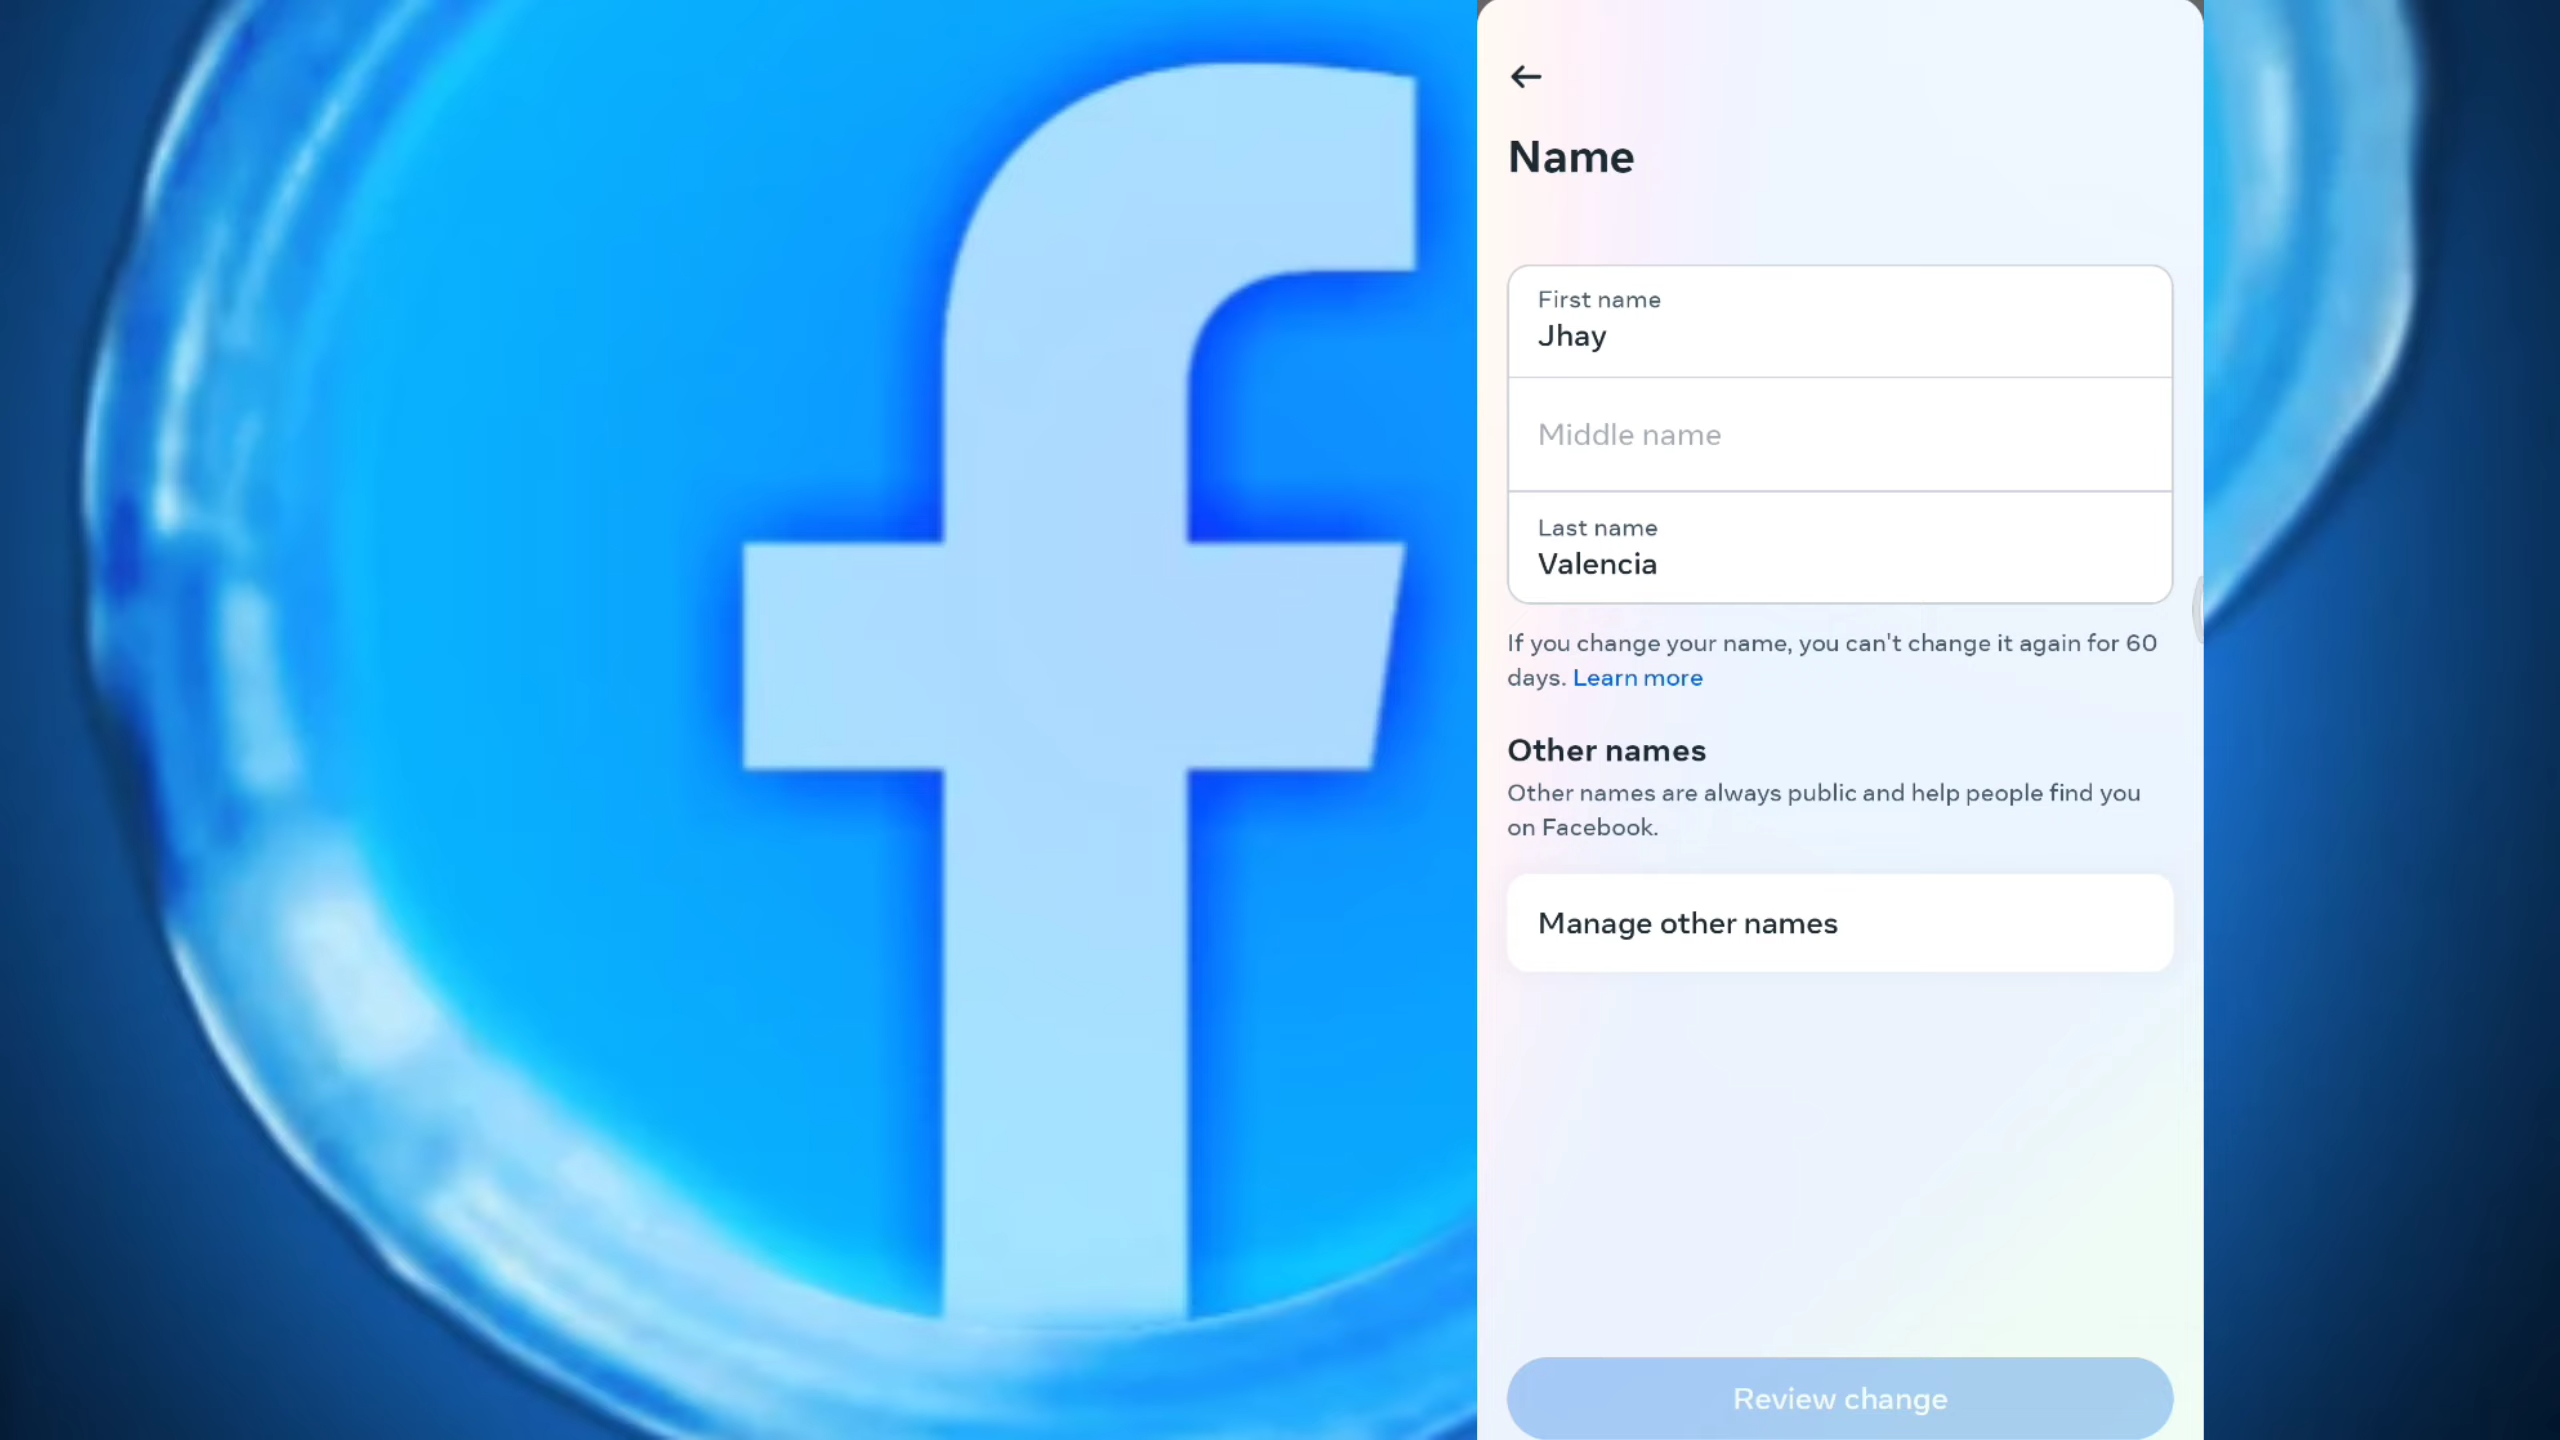 f
Name
First name
Jhay
Middle name
Last name
Valencia
If you change your name, you can't change it again for 60
days. Learn more
Other names
Other names are always public and help people find you
on Facebook.
Manage other names
Review change